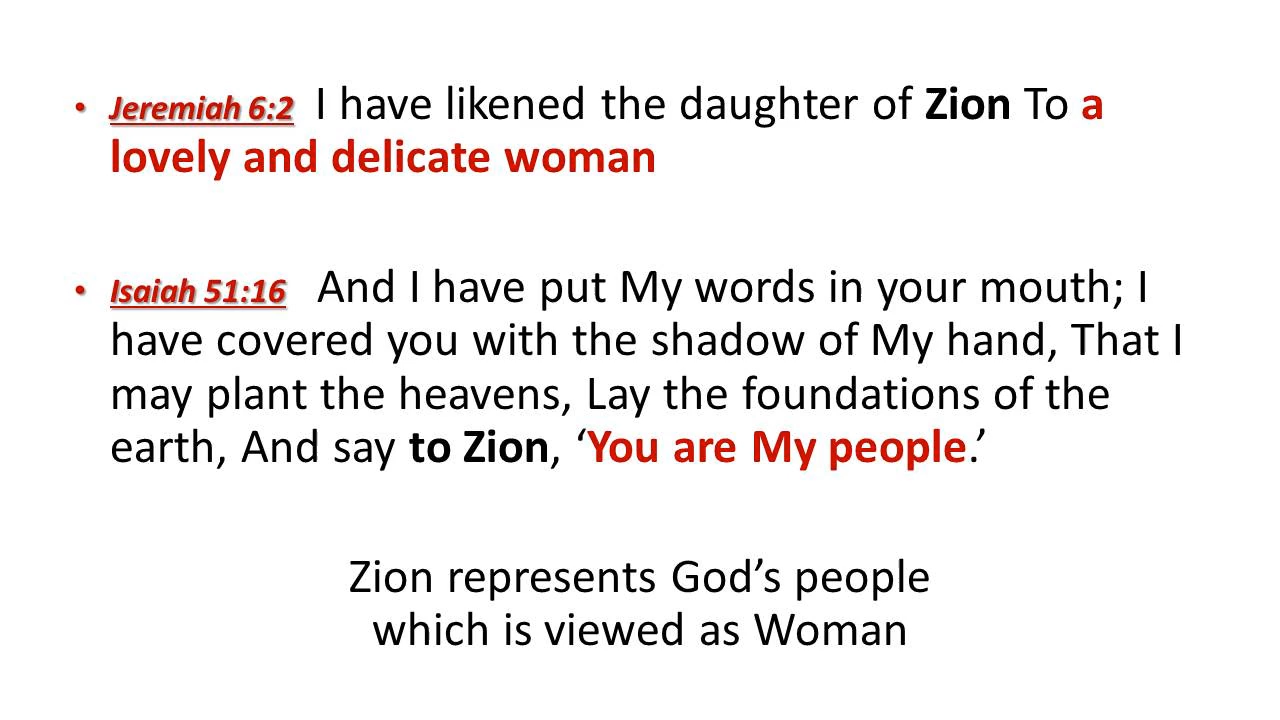 • Jeremiah 6:2 I have likened the daughter of Zion To a
lovely and delicate woman
• Isaiah 51:16 And I have put My words in your mouth; I
have covered you with the shadow of My hand, That I
may plant the heavens, Lay the foundations of the
earth, And say to Zion, ‘You are My people.’
Zion represents God’s people
which is viewed as Woman